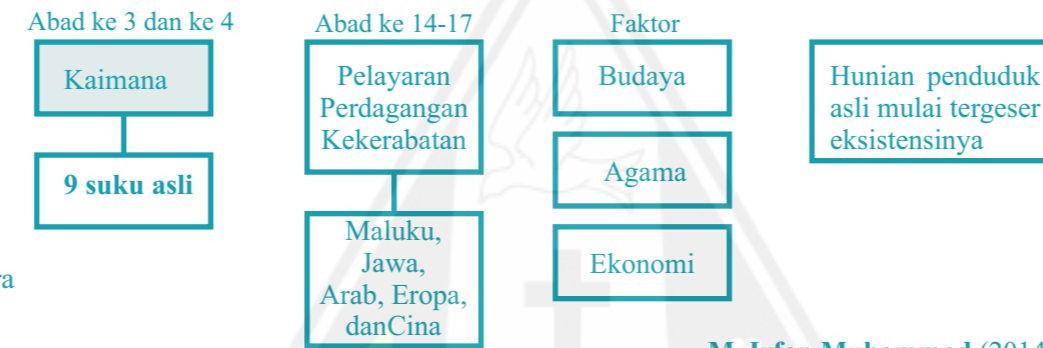 Abad ke 3 dan ke 4
Kaimana
9 suku asli
Abad ke 14-17
Pelayaran
Perdagangan
Kekerabatan
Maluku,
Jawa,
Arab, Eropa,
danCina
Faktor
Budaya
Agama
Ekonomi
Hunian penduduk
asli mulai tergeser
eksistensinya